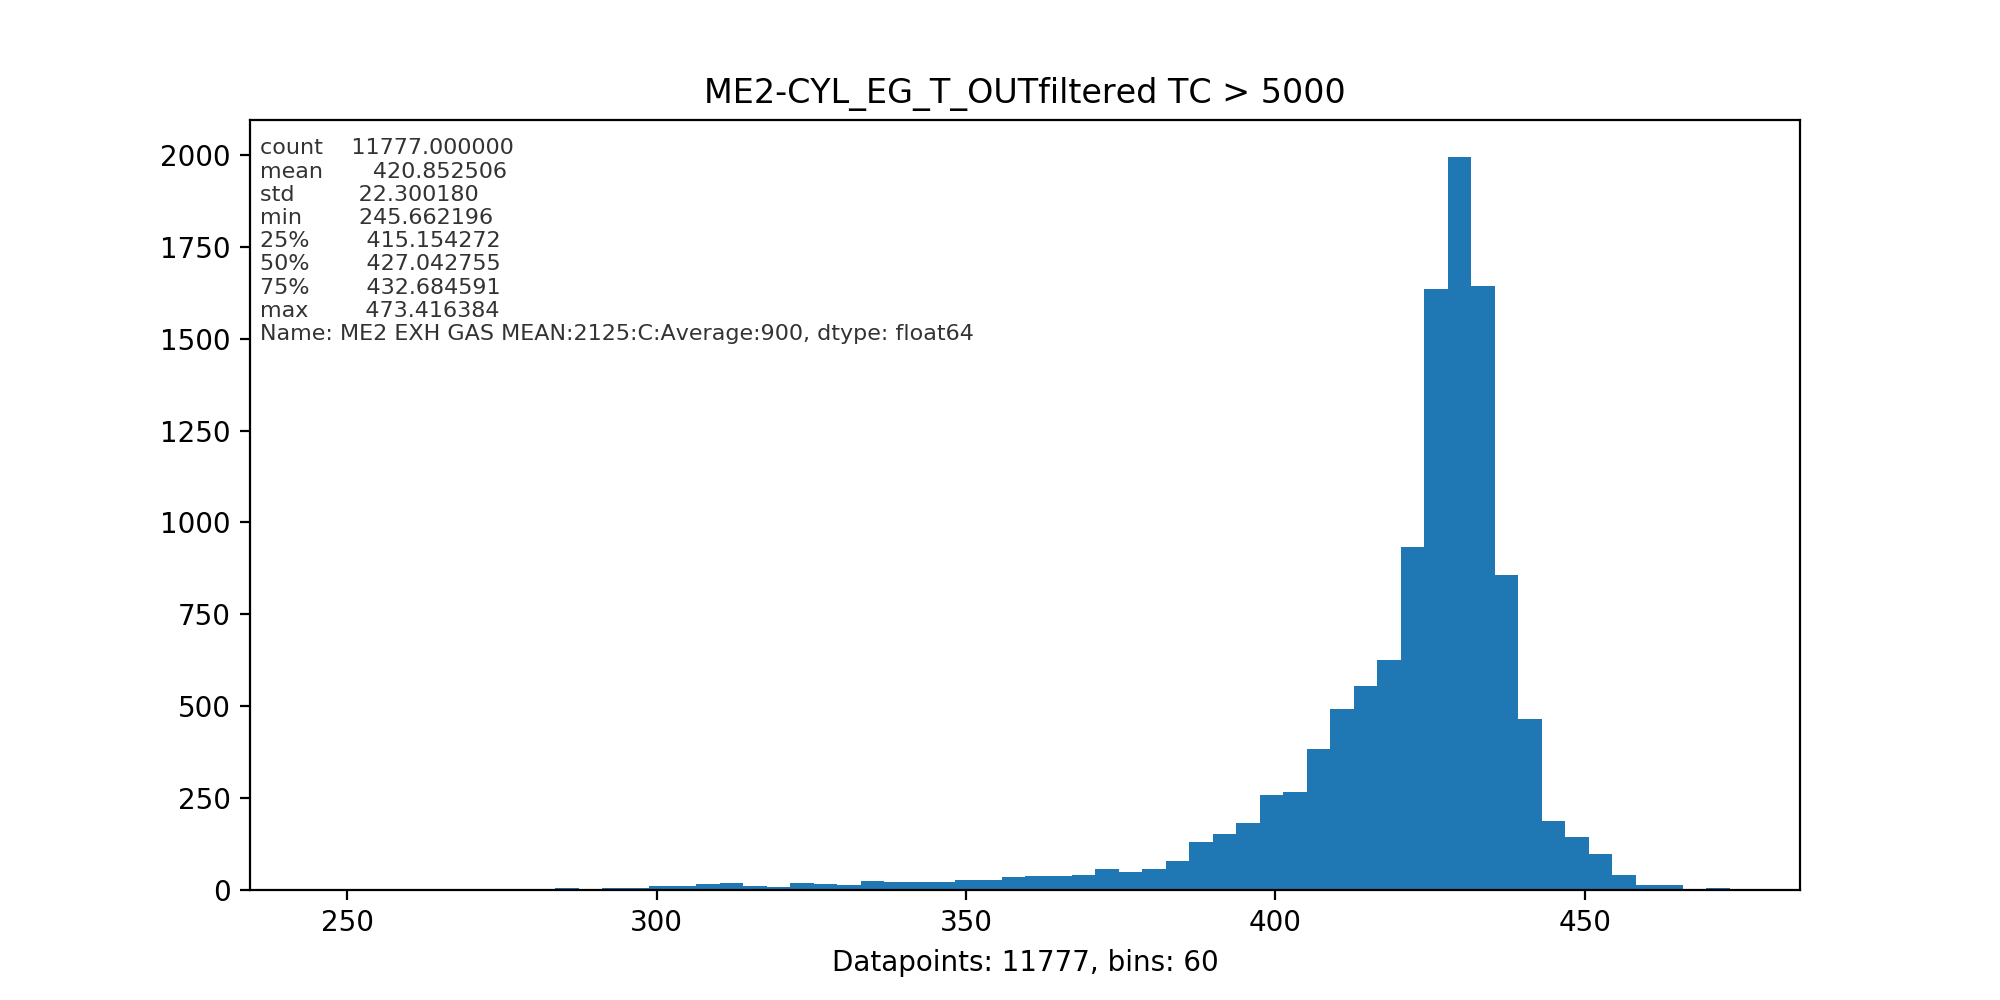 ME2-CYL_EG_T_OUTfiltered TC > 5000
count 11777.000000
mean 420.852506
std 22.300180
min 245.662196
25% 415.154272
50% 427.042755
75% 432.684591
max 473.416384
Name: ME2 EXH GAS MEAN:2125:C:Average:900, dtype: float64
2000
1750
1500
1250
1000
750
500
250
0
250 300 350 400 450
Datapoints: 11777, bins: 60